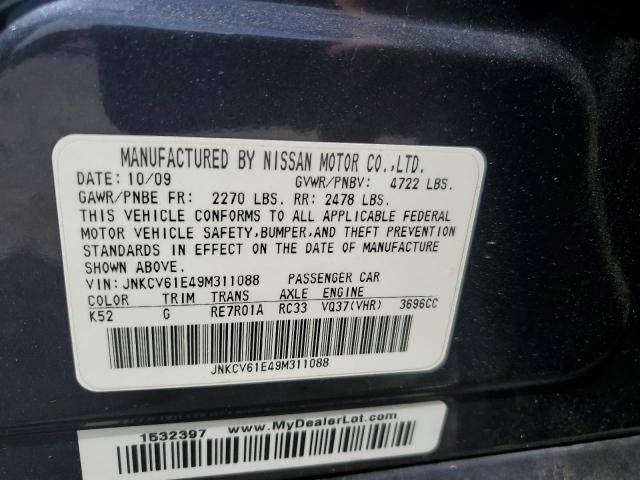 MANUFACTURED BY NISSAN MOTOR CO.,LTD.
DATE: 10/09 GVWR/PNBV: 4722 LBS.
GAWR/PNBE FR: 2270 LBS. RR: 2478 LBS.
THIS VEHICLE CONFORMS TO ALL APPLICABLE FEDERAL
MOTOR VEHICLE SAFETY,BUMPER,AND THEFT PREVENTION
STANDARDS IN EFFECT ON THE DATE OF MANUFACTURE
SHOWN ABOVE.
VIN: JNKCV61E49M311088 PASSENGER CAR
COLOR TRIM TRANS AXLE ENGINE
K52 G RE7R01A RC33 VQ37(VHR) 3696CC
JNKCV61E49M311088
1532397 www.MyDealerLot.com